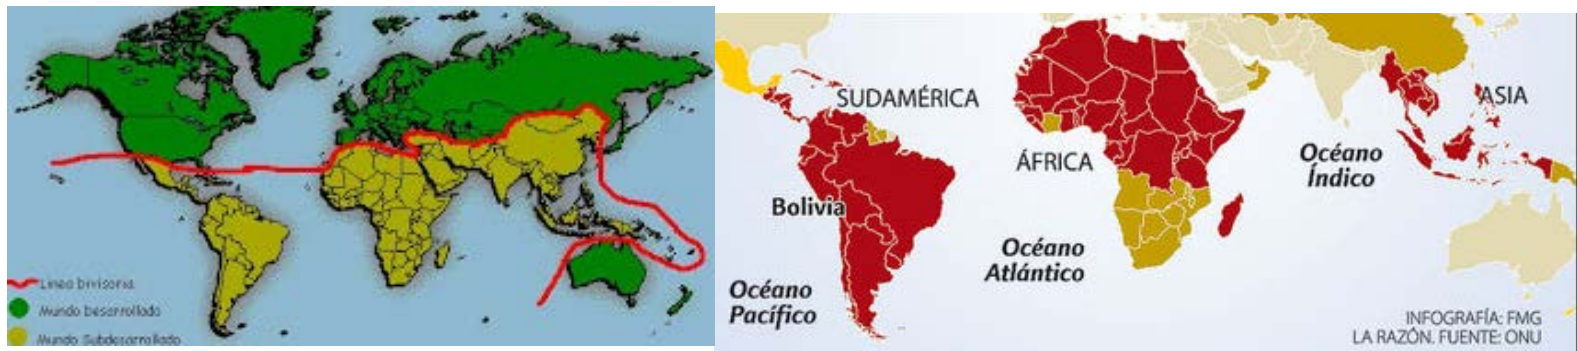 Linea Divisoria
Mundo Desarrollado
Mundo Subdesarrollado
SUDAMÉRICA
ASIA
ÁFRICA
Océano
Índico
Bolivia
Océano
Atlántico
Océano
Pacífico
INFOGRAFÍA: FMG
LA RAZÓN. FUENTE: ONU